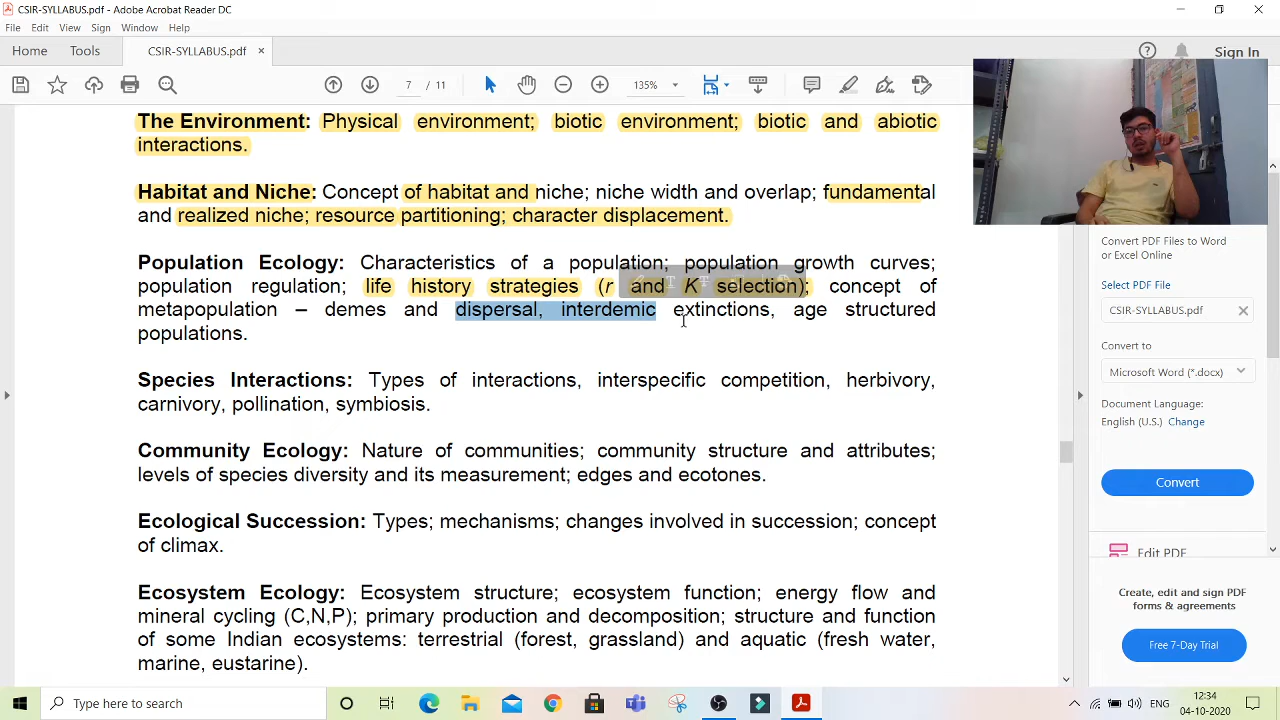 CSIR-SYLLABUS.pdf - Adobe Acrobat Reader DC
File Edit View Sign Window Help
Home Tools CSIR-SYLLABUS.pdf × Sign In
7 / 11 135%
The Environment: Physical environment; biotic environment; biotic and abiotic
interactions.
Habitat and Niche: Concept of habitat and niche; niche width and overlap; fundamental
and realized niche; resource partitioning; character displacement.
Population Ecology: Characteristics of a population; population growth curves;
population regulation; life history strategies (r and K selection); concept of
metapopulation – demes and dispersal, interdemic extinctions, age structured
populations.
Species Interactions: Types of interactions, interspecific competition, herbivory,
carnivory, pollination, symbiosis.
Community Ecology: Nature of communities; community structure and attributes;
levels of species diversity and its measurement; edges and ecotones.
Ecological Succession: Types; mechanisms; changes involved in succession; concept
of climax.
Ecosystem Ecology: Ecosystem structure; ecosystem function; energy flow and
mineral cycling (C,N,P); primary production and decomposition; structure and function
of some Indian ecosystems: terrestrial (forest, grassland) and aquatic (fresh water,
marine, eustarine).
Convert PDF Files to Word
or Excel Online
Select PDF File
CSIR-SYLLABUS.pdf
Convert to
Microsoft Word (*.docx)
Document Language:
English (U.S.) Change
Convert
Edit PDF
Create, edit and sign PDF
forms & agreements
Free 7-Day Trial
Type here to search
ENG
12:34
04-10-2020